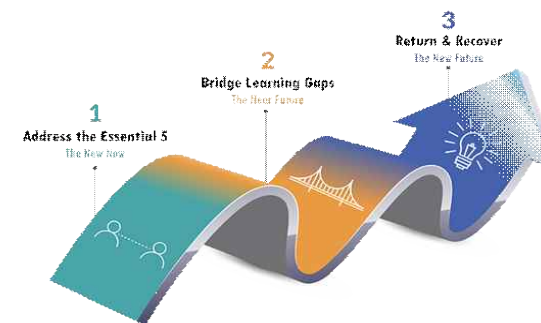 1
Address the Essential 5
The New Now
2
Bridge Learning Gaps
The Near Future
3
Return & Recover
The New Future